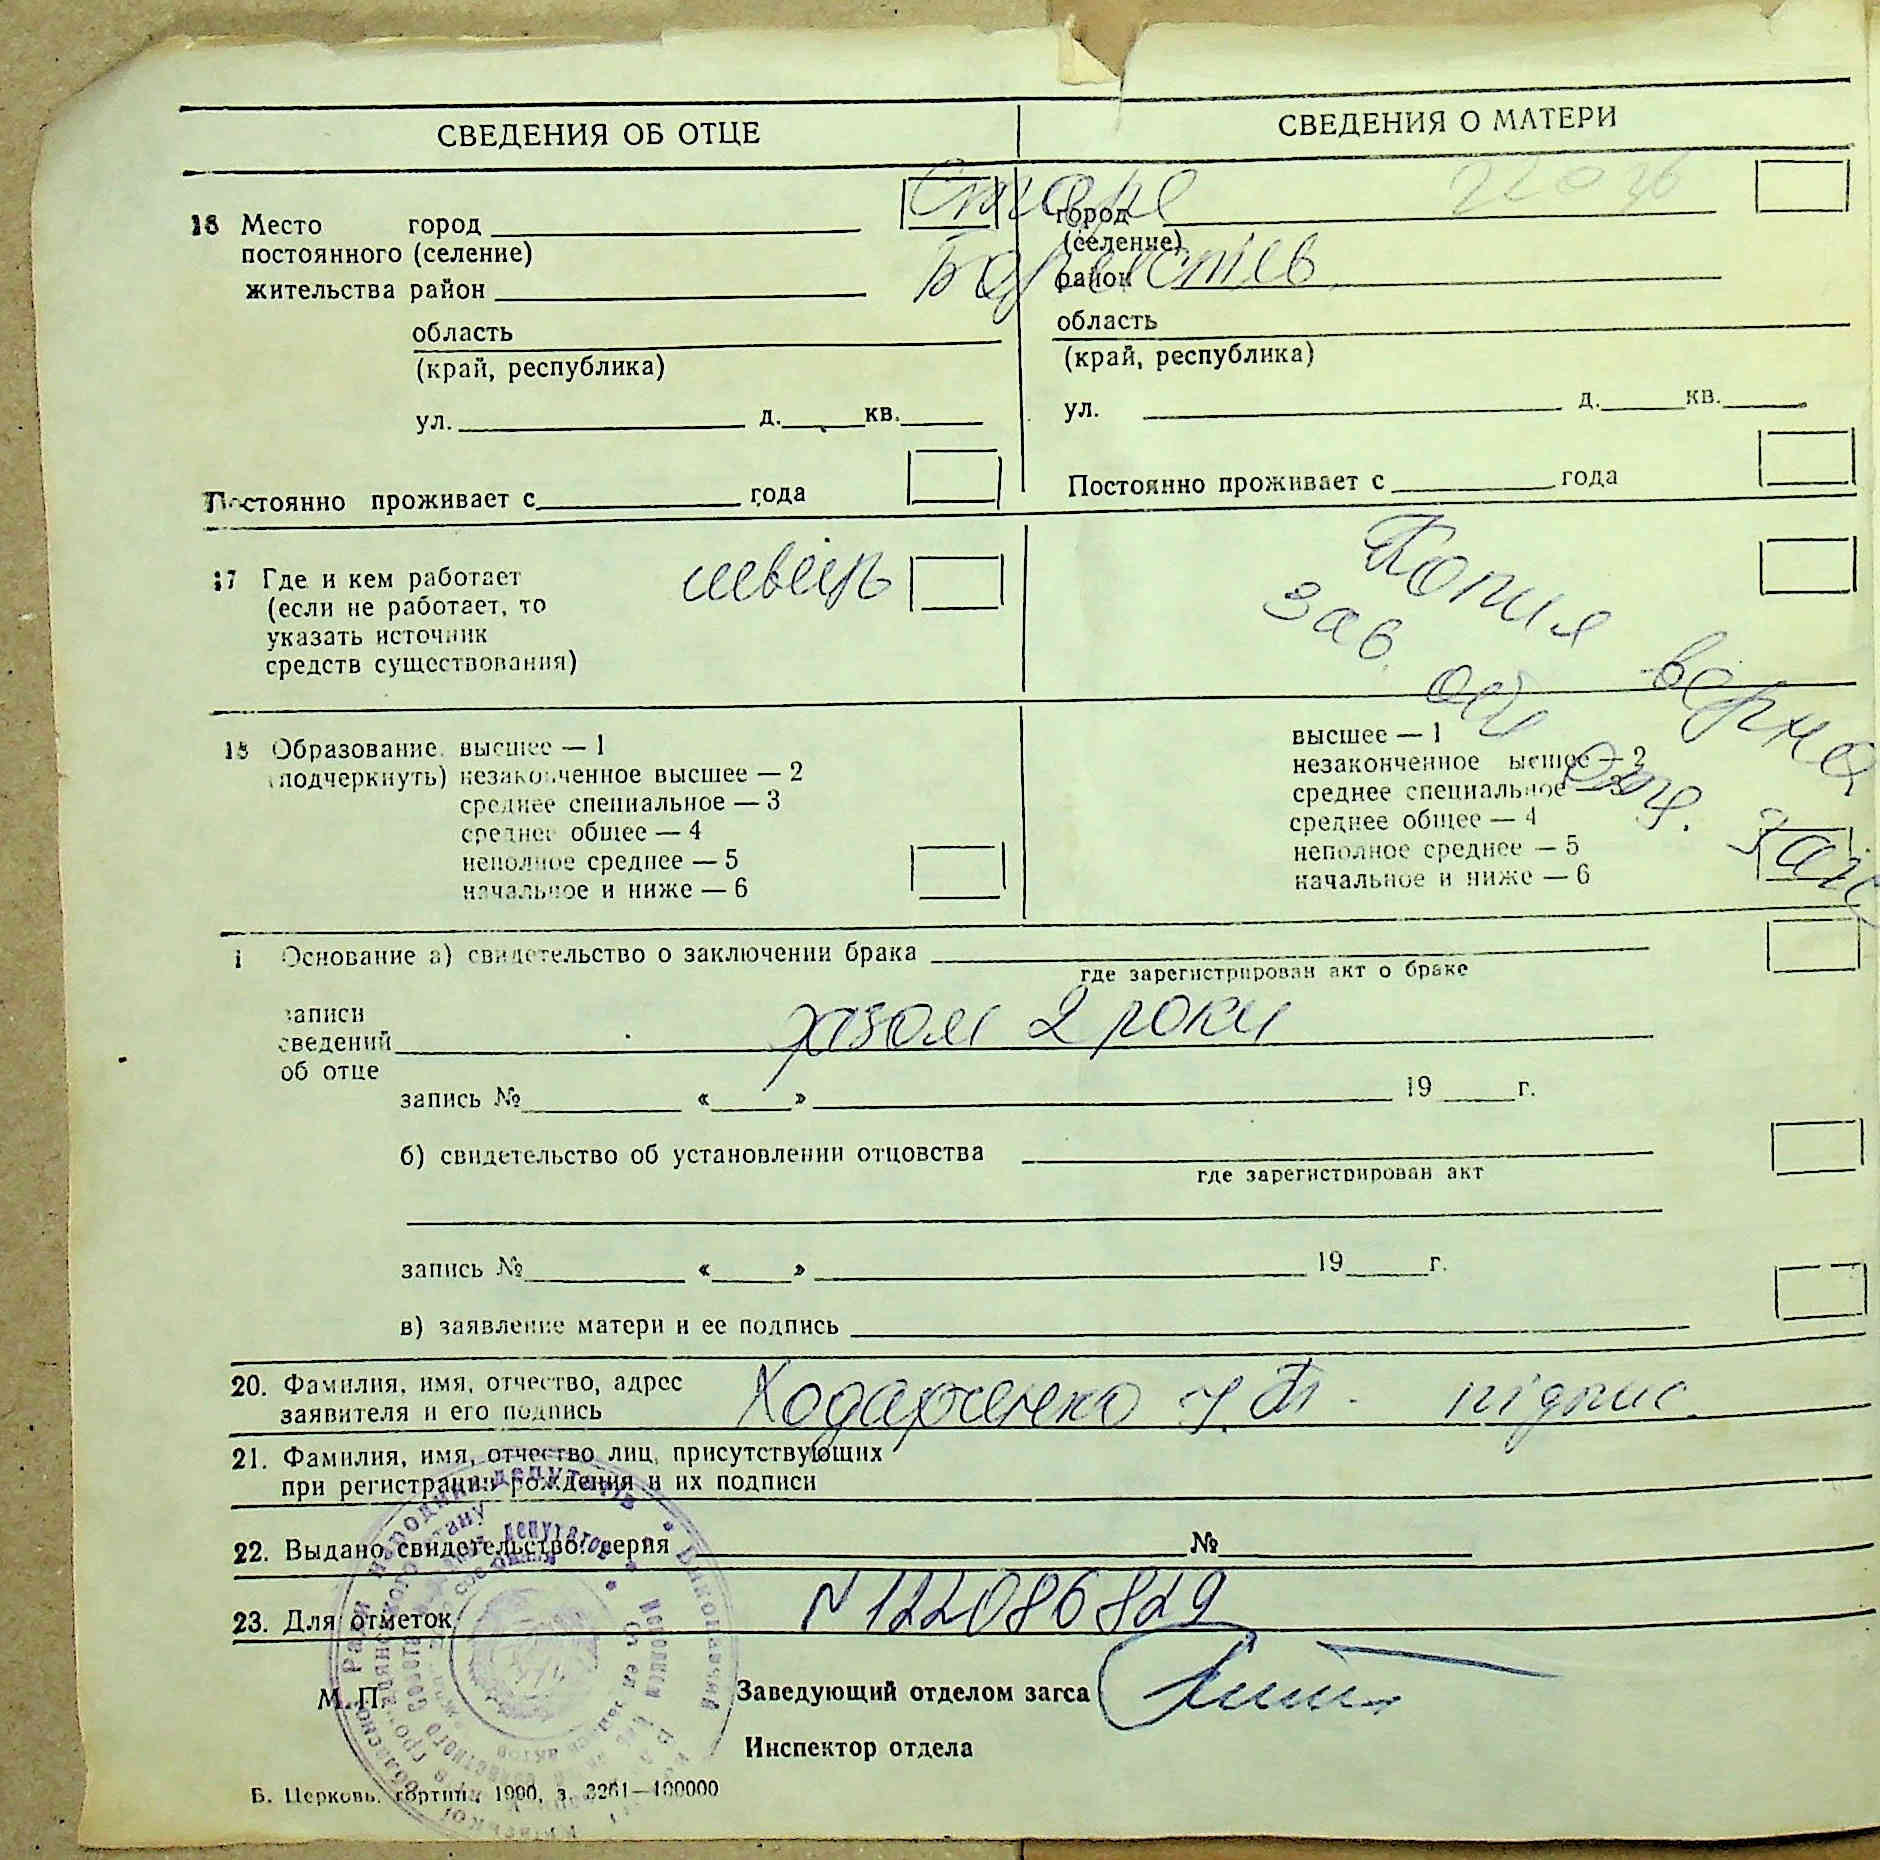 СВЕДЕНИЯ ОБ ОТЦЕ
СВЕДЕНИЯ О МАТЕРИ
Старе
16 Место город
постоянного (селение)
жительства район
область
(край, республика)
ул. д. кв.
Постоянно проживает с года
город
(селение)
район
область
(край, республика)
ул. д. кв.
Постоянно проживает с года
17 Где и кем работает
(если не работает, то
указать источник
средств существования)
швець
Копия верна
зав. загс
18 Образование высшее — 1
(подчеркнуть) незаконченное высшее — 2
среднее специальное — 3
среднее общее — 4
неполное среднее — 5
начальное и ниже — 6
высшее — 1
незаконченное высшее — 2
среднее специальное
среднее общее — 4
неполное среднее — 5
начальное и ниже — 6
Основание а) свидетельство о заключении брака
где зарегистрирован акт о браке
записи
сведений
об отце
разом 2 роки
запись № « » 19 г.
б) свидетельство об установлении отцовства
где зарегистрирован акт
запись № « » 19 г.
в) заявление матери и ее подпись
20. Фамилия, имя, отчество, адрес
заявителя и его подпись
Ходарченко підпис
21. Фамилия, имя, отчество лиц, присутствующих
при регистрации рождения и их подписи
22. Выдано свидетельство: серия №
23. Для отметок
N 122086829
М. П.
Заведующий отделом загса
Инспектор отдела
Б. Церковь, гортип., 1990, з. 3261—100000